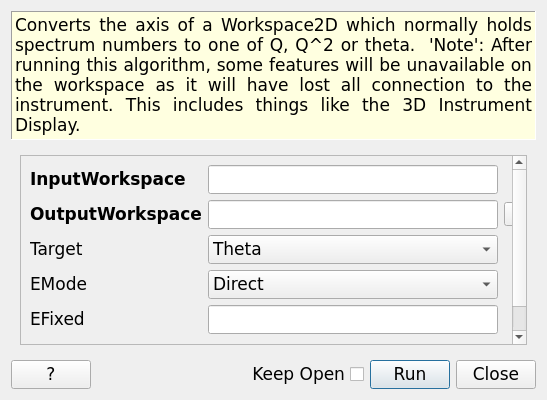 Converts the axis of a Workspace2D which normally holds
spectrum numbers to one of Q, Q^2 or theta.  'Note': After
running this algorithm, some features will be unavailable on
the workspace as it will have lost all connection to the
instrument. This includes things like the 3D Instrument
Display.
InputWorkspace
OutputWorkspace
Target Theta
EMode Direct
EFixed
? Keep Open Run Close